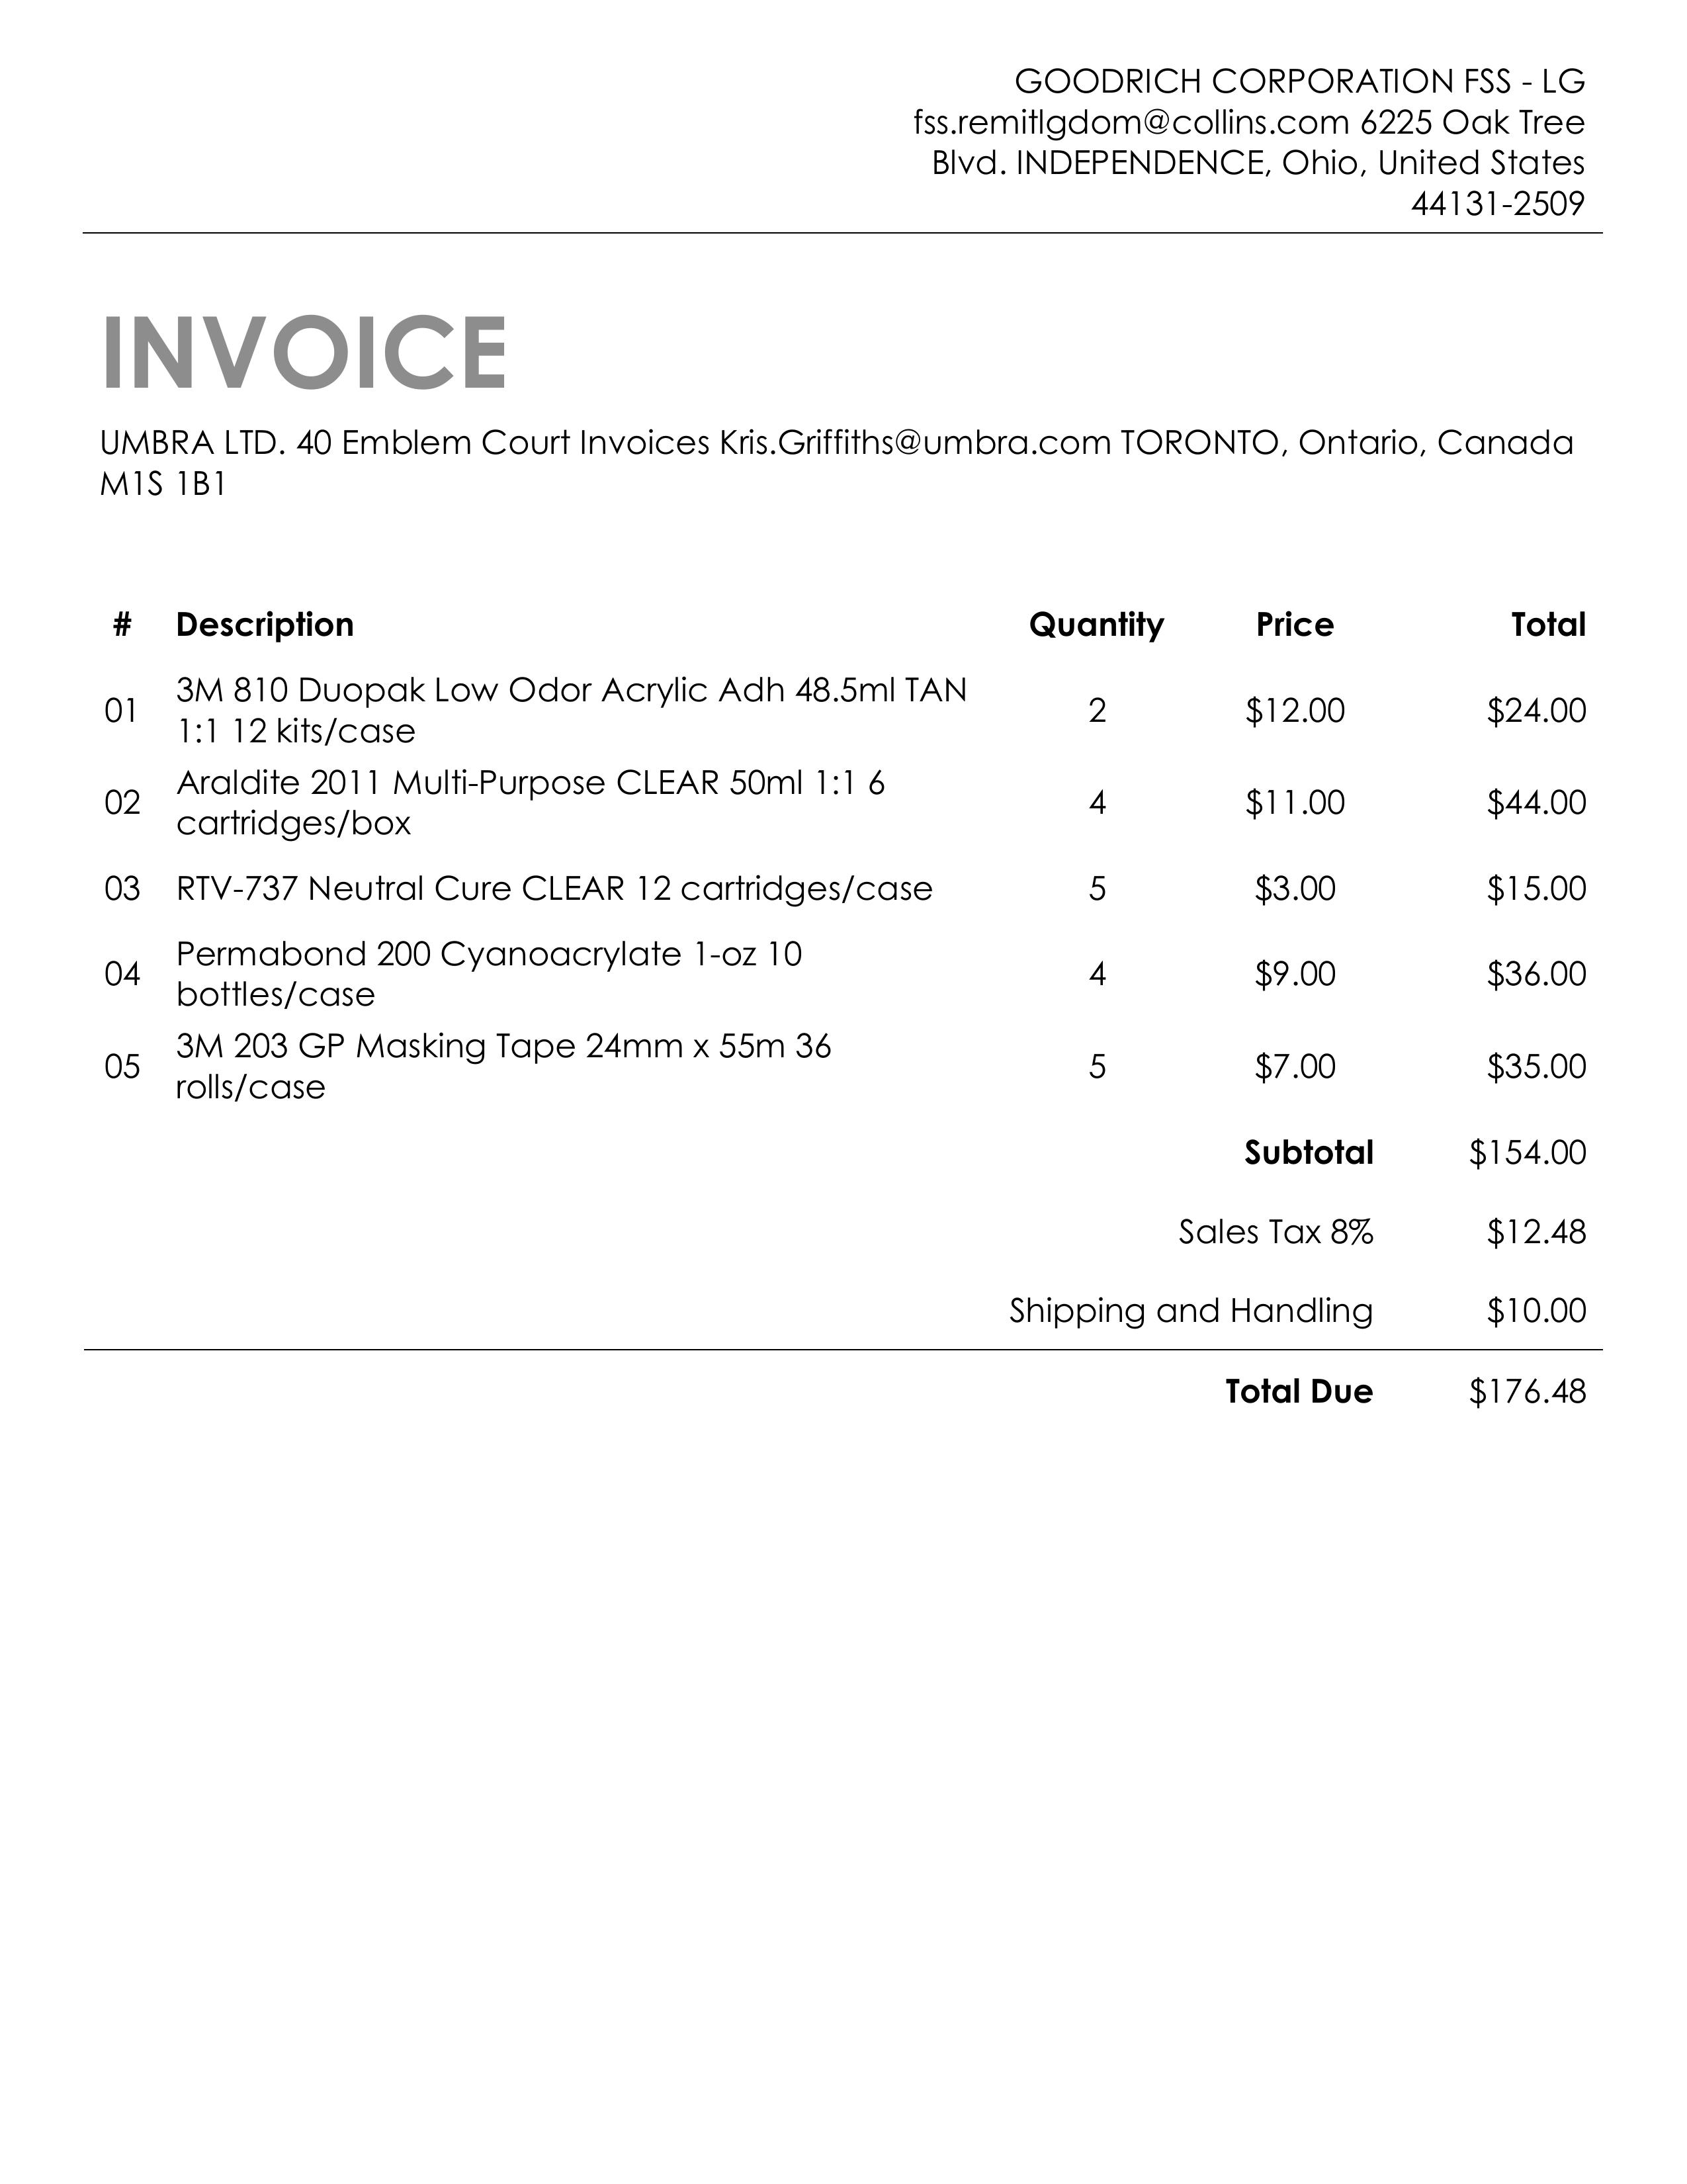 GOODRICH CORPORATION FSS - LG
fss.remitlgdom@collins.com 6225 Oak Tree
Blvd. INDEPENDENCE, Ohio, United States
44131-2509
INVOICE
UMBRA LTD. 40 Emblem Court Invoices Kris.Griffiths@umbra.com TORONTO, Ontario, Canada
M1S 1B1
# Description Quantity Price Total
01 3M 810 Duopak Low Odor Acrylic Adh 48.5ml TAN
1:1 12 kits/case 2 $12.00 $24.00
02 Araldite 2011 Multi-Purpose CLEAR 50ml 1:1 6
cartridges/box 4 $11.00 $44.00
03 RTV-737 Neutral Cure CLEAR 12 cartridges/case 5 $3.00 $15.00
04 Permabond 200 Cyanoacrylate 1-oz 10
bottles/case 4 $9.00 $36.00
05 3M 203 GP Masking Tape 24mm x 55m 36
rolls/case 5 $7.00 $35.00
Subtotal $154.00
Sales Tax 8% $12.48
Shipping and Handling $10.00
Total Due $176.48